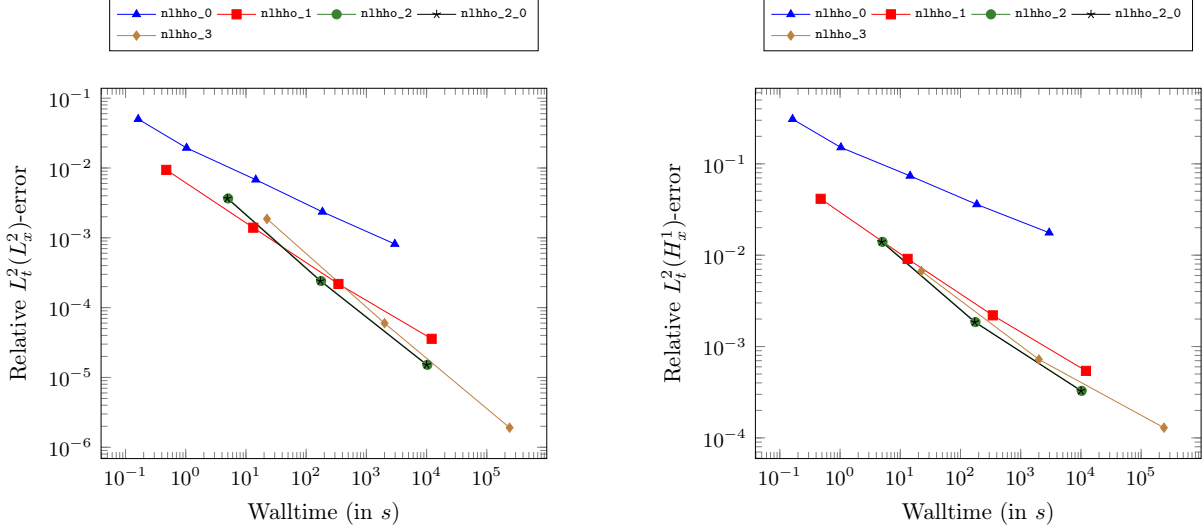 nlhho_0 nlhho_1 nlhho_2 nlhho_2_0
nlhho_3
10^{-1}
10^{-2}
10^{-3}
10^{-4}
10^{-5}
10^{-6}
Relative L_t^2(L_x^2)-error
10^{-1} 10^0 10^1 10^2 10^3 10^4 10^5
Walltime (in s)
nlhho_0 nlhho_1 nlhho_2 nlhho_2_0
nlhho_3
10^{-1}
10^{-2}
10^{-3}
10^{-4}
Relative L_t^2(H_x^1)-error
10^{-1} 10^0 10^1 10^2 10^3 10^4 10^5
Walltime (in s)